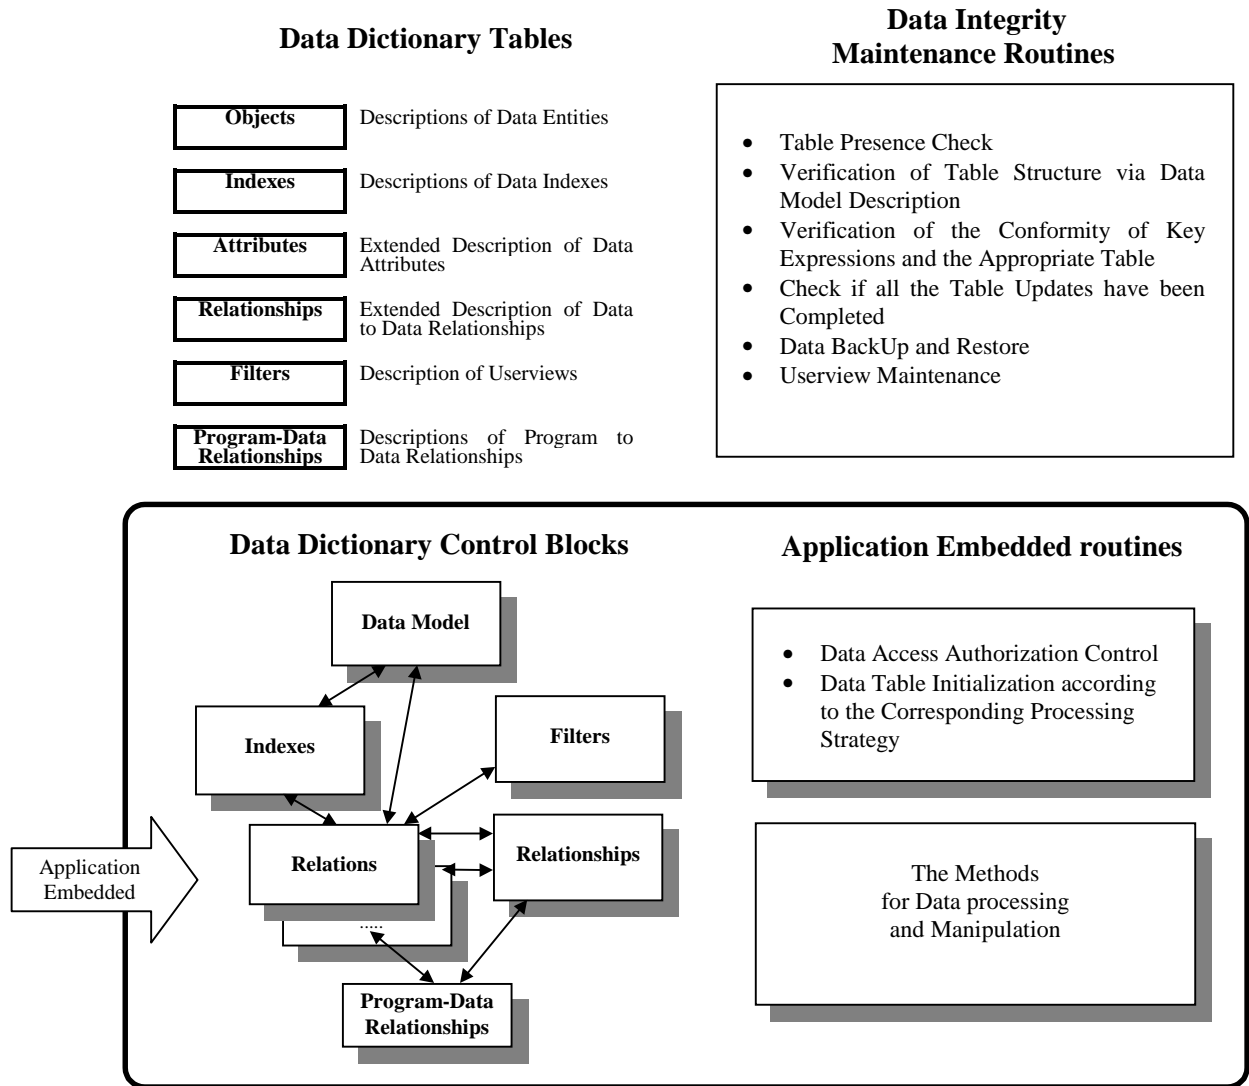 Data Dictionary Tables
Objects
Descriptions of Data Entities
Indexes
Descriptions of Data Indexes
Attributes
Extended Description of Data
Attributes
Relationships
Extended Description of Data
to Data Relationships
Filters
Description of Userviews
Program-Data
Relationships
Descriptions of Program to
Data Relationships
Data Integrity
Maintenance Routines
• Table Presence Check
• Verification of Table Structure via Data
Model Description
• Verification of the Conformity of Key
Expressions and the Appropriate Table
• Check if all the Table Updates have been
Completed
• Data BackUp and Restore
• Userview Maintenance
Data Dictionary Control Blocks
Data Model
Indexes
Filters
Relations
Relationships
.....
Program-Data
Relationships
Application
Embedded
Application Embedded routines
• Data Access Authorization Control
• Data Table Initialization according
to the Corresponding Processing
Strategy
The Methods
for Data processing
and Manipulation